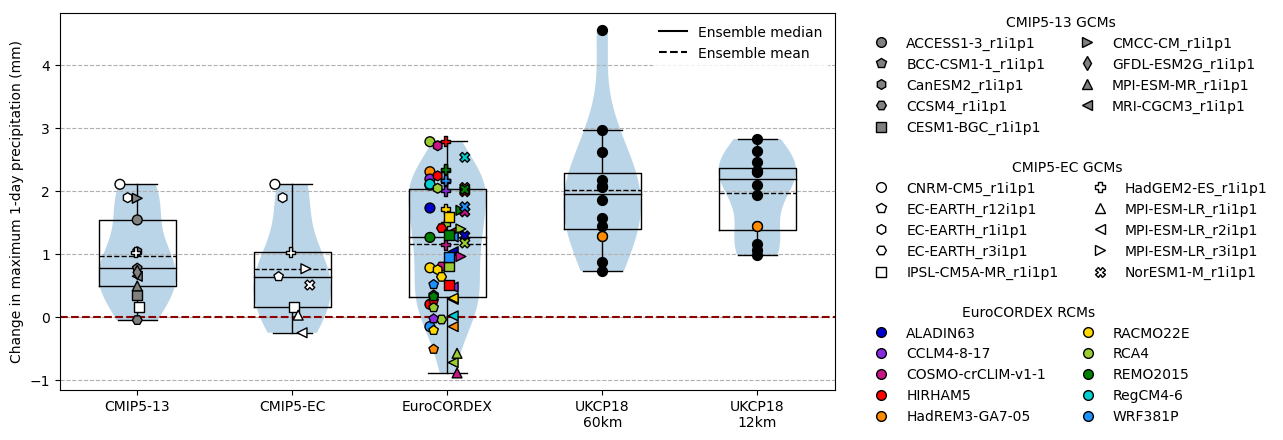 Change in maximum 1-day precipitation (mm)
4
3
2
1
0
−1
Ensemble median
Ensemble mean
CMIP5-13
CMIP5-EC
EuroCORDEX
UKCP18
60km
UKCP18
12km
CMIP5-13 GCMs
ACCESS1-3_r1i1p1
BCC-CSM1-1_r1i1p1
CanESM2_r1i1p1
CCSM4_r1i1p1
CESM1-BGC_r1i1p1
CMCC-CM_r1i1p1
GFDL-ESM2G_r1i1p1
MPI-ESM-MR_r1i1p1
MRI-CGCM3_r1i1p1
CMIP5-EC GCMs
CNRM-CM5_r1i1p1
EC-EARTH_r12i1p1
EC-EARTH_r1i1p1
EC-EARTH_r3i1p1
IPSL-CM5A-MR_r1i1p1
HadGEM2-ES_r1i1p1
MPI-ESM-LR_r1i1p1
MPI-ESM-LR_r2i1p1
MPI-ESM-LR_r3i1p1
NorESM1-M_r1i1p1
EuroCORDEX RCMs
ALADIN63
CCLM4-8-17
COSMO-crCLIM-v1-1
HIRHAM5
HadREM3-GA7-05
RACMO22E
RCA4
REMO2015
RegCM4-6
WRF381P